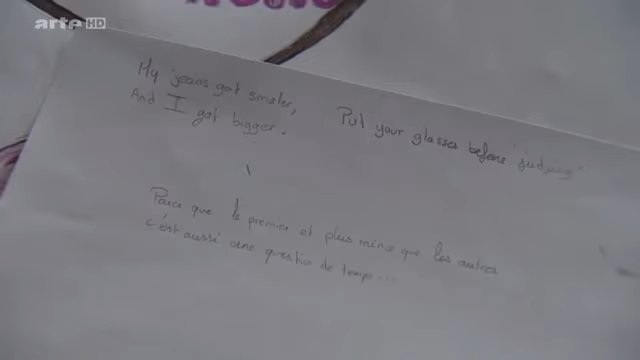 arte HD
My jeans got smaller,
And I got bigger.
Put your glasses before "judging"
Parce que le premier et plus mince que les autres
c'est aussi une question de temps...